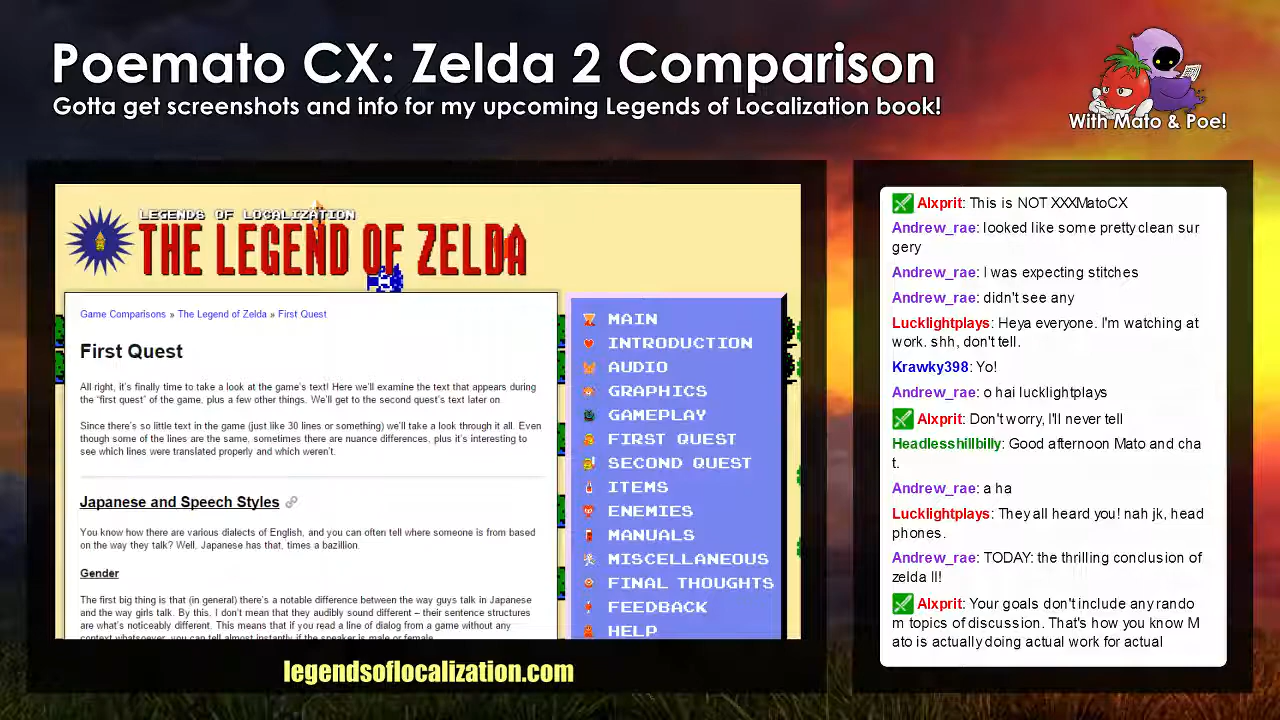 Poemato CX: Zelda 2 Comparison
Gotta get screenshots and info for my upcoming Legends of Localization book!
With Mato & Poe!
LEGENDS OF LOCALIZATION
THE LEGEND OF ZELDA
Game Comparisons » The Legend of Zelda » First Quest
First Quest
All right, it's finally time to take a look at the game's text! Here we'll examine the text that appears during
the "first quest" of the game, plus a few other things. We'll get to the second quest's text later on.
Since there's so little text in the game (just like 30 lines or something) we'll take a look through it all. Even
though some of the lines are the same, sometimes there are nuance differences, plus it's interesting to
see which lines were translated properly and which weren't.
Japanese and Speech Styles
You know how there are various dialects of English, and you can often tell where someone is from based
on the way they talk? Well, Japanese has that, times a bazillion.
Gender
The first big thing is that (in general) there's a notable difference between the way guys talk in Japanese
and the way girls talk. By this, I don't mean that they audibly sound different – their sentence structures
are what's noticeably different. This means that if you read a line of dialog from a game without any
context whatsoever, you can tell almost instantly if the speaker is male or female.
MAIN
INTRODUCTION
AUDIO
GRAPHICS
GAMEPLAY
FIRST QUEST
SECOND QUEST
ITEMS
ENEMIES
MANUALS
MISCELLANEOUS
FINAL THOUGHTS
FEEDBACK
HELP
legendsoflocalization.com
Alxprit: This is NOT XXXMatoCX
Andrew_rae: looked like some pretty clean sur
gery
Andrew_rae: I was expecting stitches
Andrew_rae: didn't see any
Lucklightplays: Heya everyone. I'm watching at
work. shh, don't tell.
Krawky398: Yo!
Andrew_rae: o hai lucklightplays
Alxprit: Don't worry, I'll never tell
Headlesshillbilly: Good afternoon Mato and cha
t.
Andrew_rae: a ha
Lucklightplays: They all heard you! nah jk, head
phones.
Andrew_rae: TODAY: the thrilling conclusion of
zelda II!
Alxprit: Your goals don't include any rando
m topics of discussion. That's how you know M
ato is actually doing actual work for actual